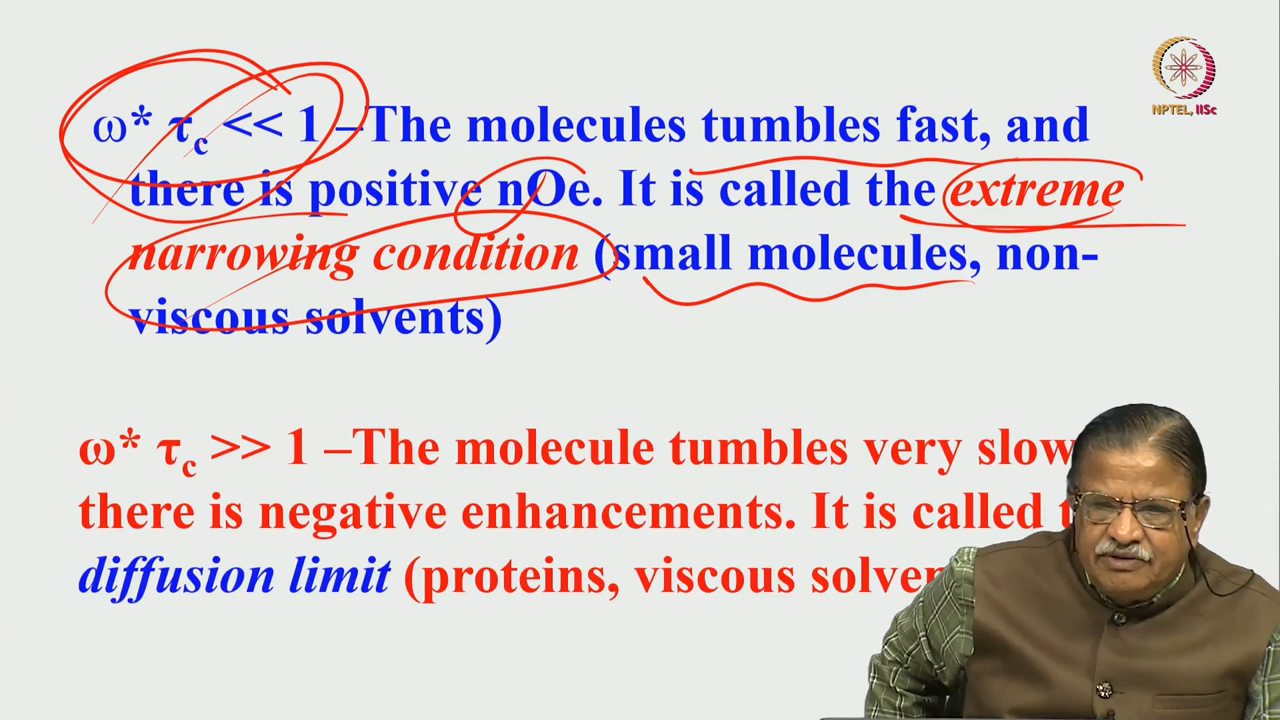 NPTEL, IISc
ω* τc << 1 –The molecules tumbles fast, and
there is positive nOe. It is called the extreme
narrowing condition (small molecules, non-
viscous solvents)
ω* τc >> 1 –The molecule tumbles very slow
there is negative enhancements. It is called
diffusion limit (proteins, viscous